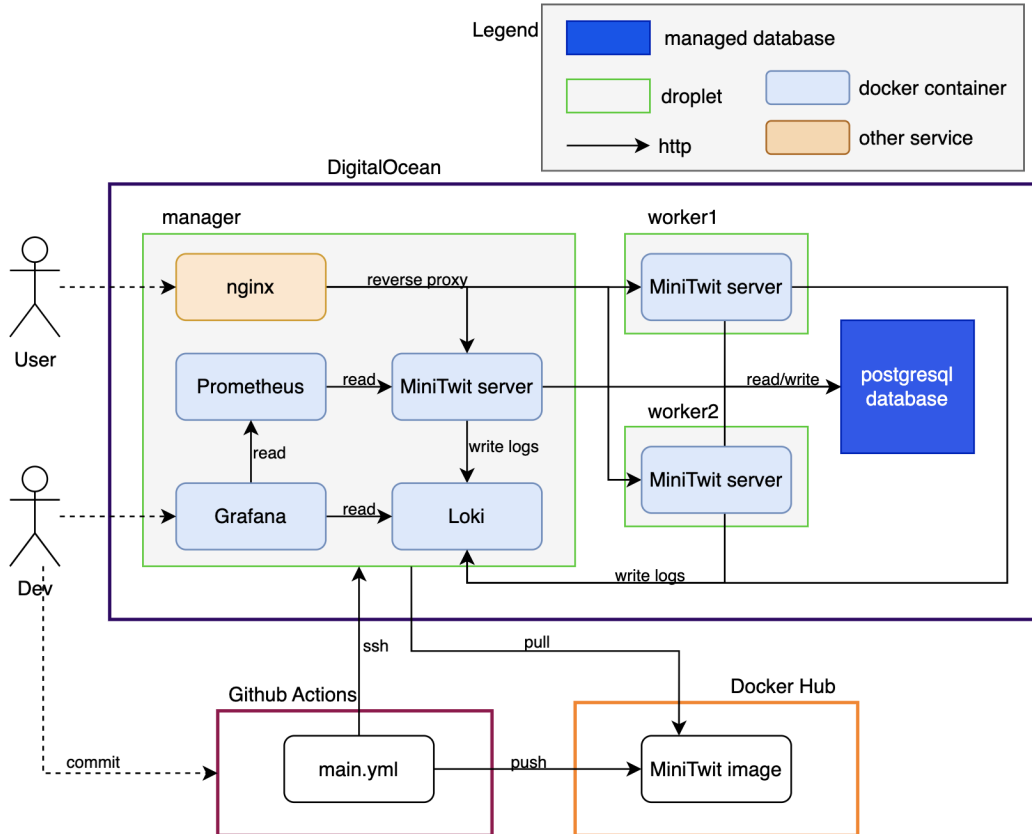 Legend
managed database
droplet
docker container
http
other service
DigitalOcean
manager
worker1
nginx
reverse proxy
MiniTwit server
User
Prometheus
read
MiniTwit server
read/write
postgresql
database
worker2
read
write logs
MiniTwit server
Grafana
read
Loki
Dev
write logs
ssh
pull
Github Actions
Docker Hub
commit
main.yml
push
MiniTwit image